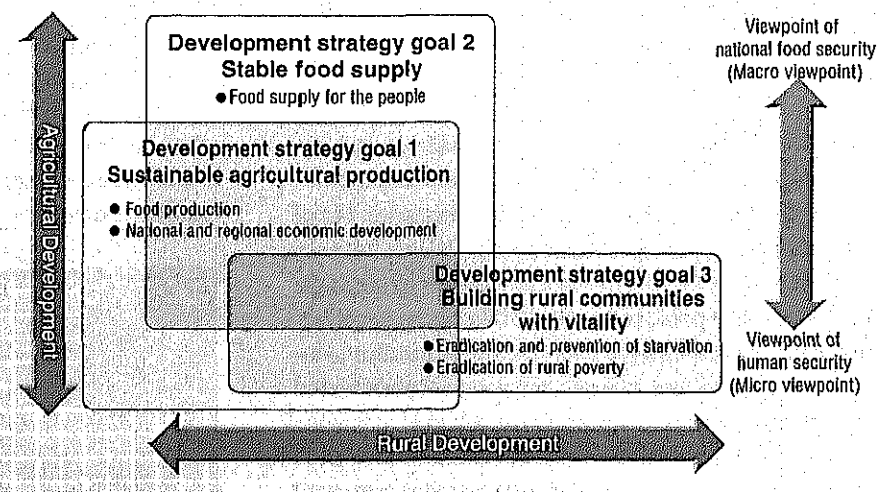 Development strategy goal 2
Stable food supply
● Food supply for the people
Development strategy goal 1
Sustainable agricultural production
● Food production
● National and regional economic development
Development strategy goal 3
Building rural communities
with vitality
● Eradication and prevention of starvation
● Eradication of rural poverty
Agricultural Development
Rural Development
Viewpoint of
national food security
(Macro viewpoint)
Viewpoint of
human security
(Micro viewpoint)